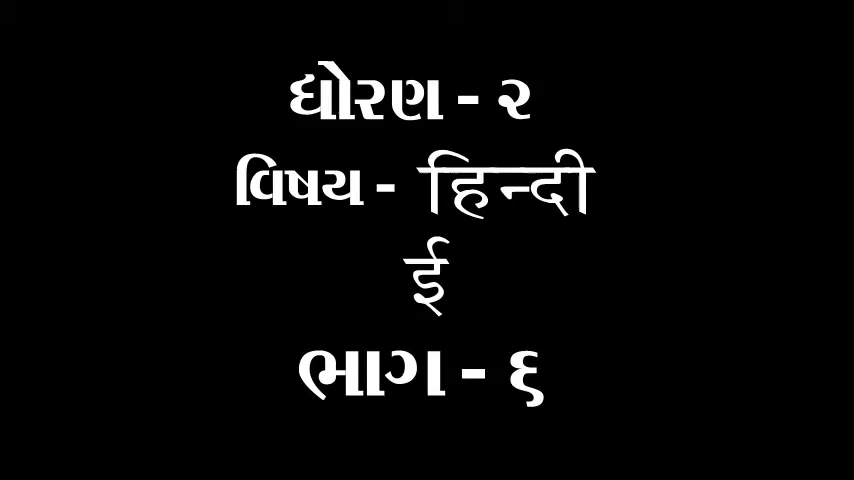 ધોરણ - ૨
વિષય - हिन्दी
ई
ભાગ - ૬